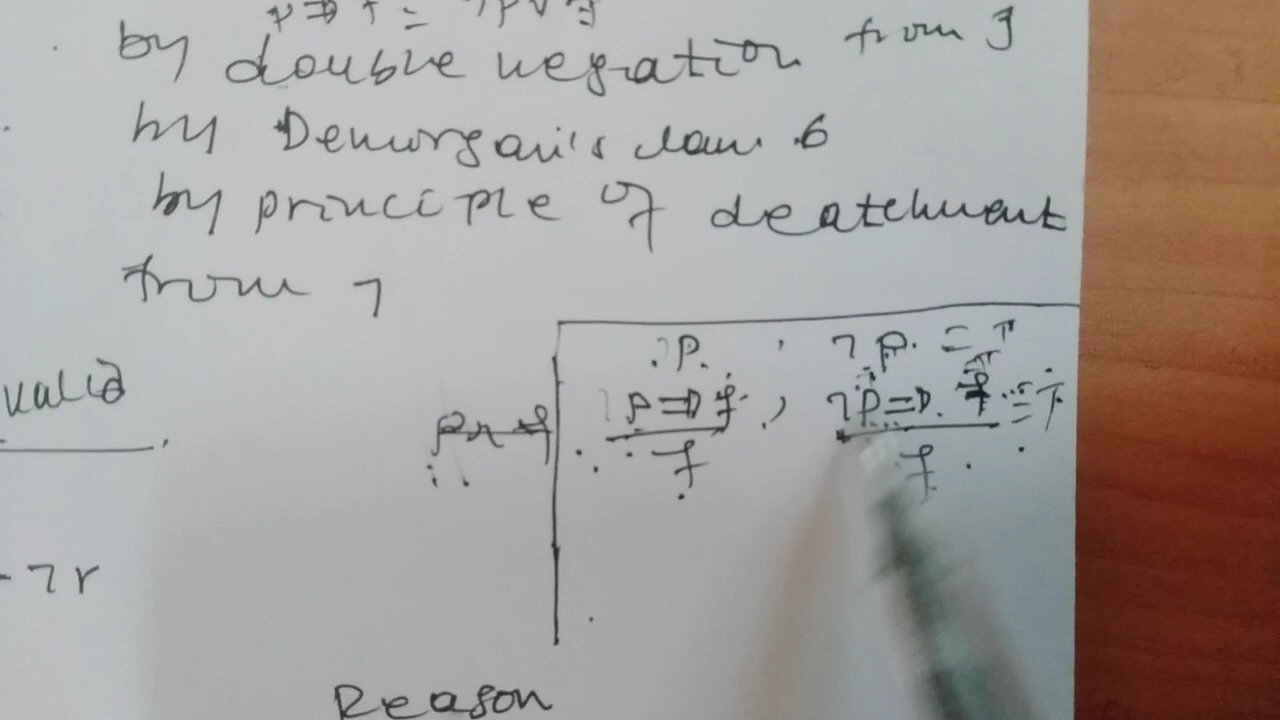 p ⇒ f = ¬p ∨ f
by double negation from 3
by Demorgan's law 6
by principle of deatchment
from 7
valid
¬p , ¬p = T
¬p ⇒ f , ¬p ⇒ f = T
f f
- ¬r
Reason